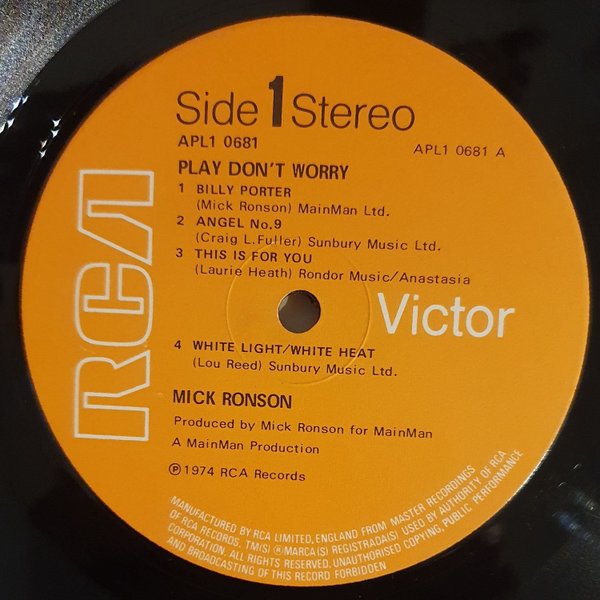 Side 1 Stereo
APL1 0681
APL1 0681 A
PLAY DON'T WORRY
1 BILLY PORTER
(Mick Ronson) MainMan Ltd.
2 ANGEL No.9
(Craig L.Fuller) Sunbury Music Ltd.
3 THIS IS FOR YOU
(Laurie Heath) Rondor Music/Anastasia
RCA
Victor
4 WHITE LIGHT/WHITE HEAT
(Lou Reed) Sunbury Music Ltd.
MICK RONSON
Produced by Mick Ronson for MainMan
A MainMan Production
Ⓟ 1974 RCA Records
MANUFACTURED BY RCA LIMITED, ENGLAND FROM MASTER RECORDINGS
OF RCA RECORDS. TM(S) ® MARCA(S) REGISTRADA(S) USED BY AUTHORITY OF RCA
CORPORATION. ALL RIGHTS RESERVED. UNAUTHORISED COPYING, PUBLIC PERFORMANCE
AND BROADCASTING OF THIS RECORD FORBIDDEN